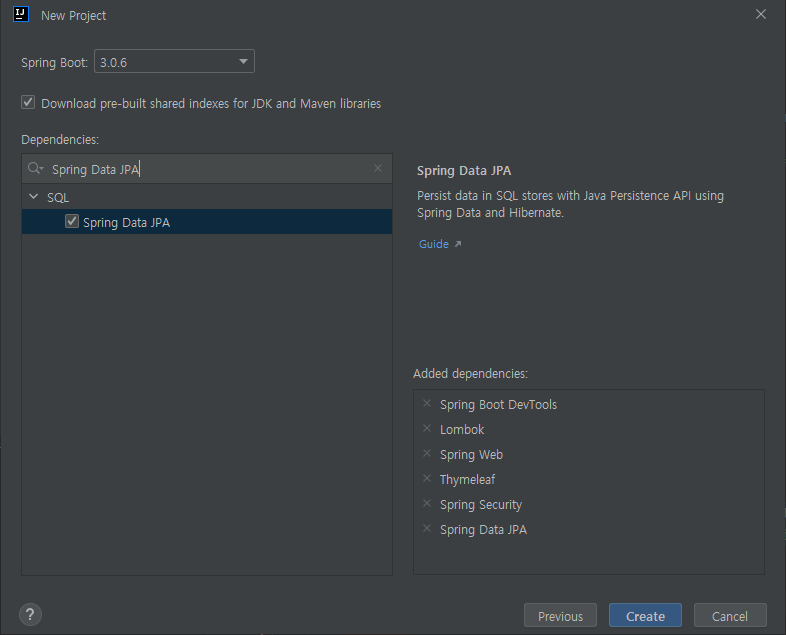 New Project
Spring Boot: 3.0.6
Download pre-built shared indexes for JDK and Maven libraries
Dependencies:
Spring Data JPA
SQL
Spring Data JPA
Spring Data JPA
Persist data in SQL stores with Java Persistence API using
Spring Data and Hibernate.
Guide
Added dependencies:
Spring Boot DevTools
Lombok
Spring Web
Thymeleaf
Spring Security
Spring Data JPA
? Previous Create Cancel